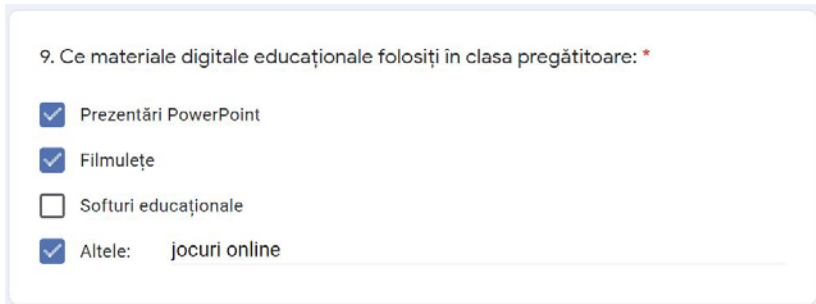 9. Ce materiale digitale educaționale folosiți în clasa pregătitoare: *
Prezentări PowerPoint
Filmulețe
Softuri educaționale
Altele: jocuri online